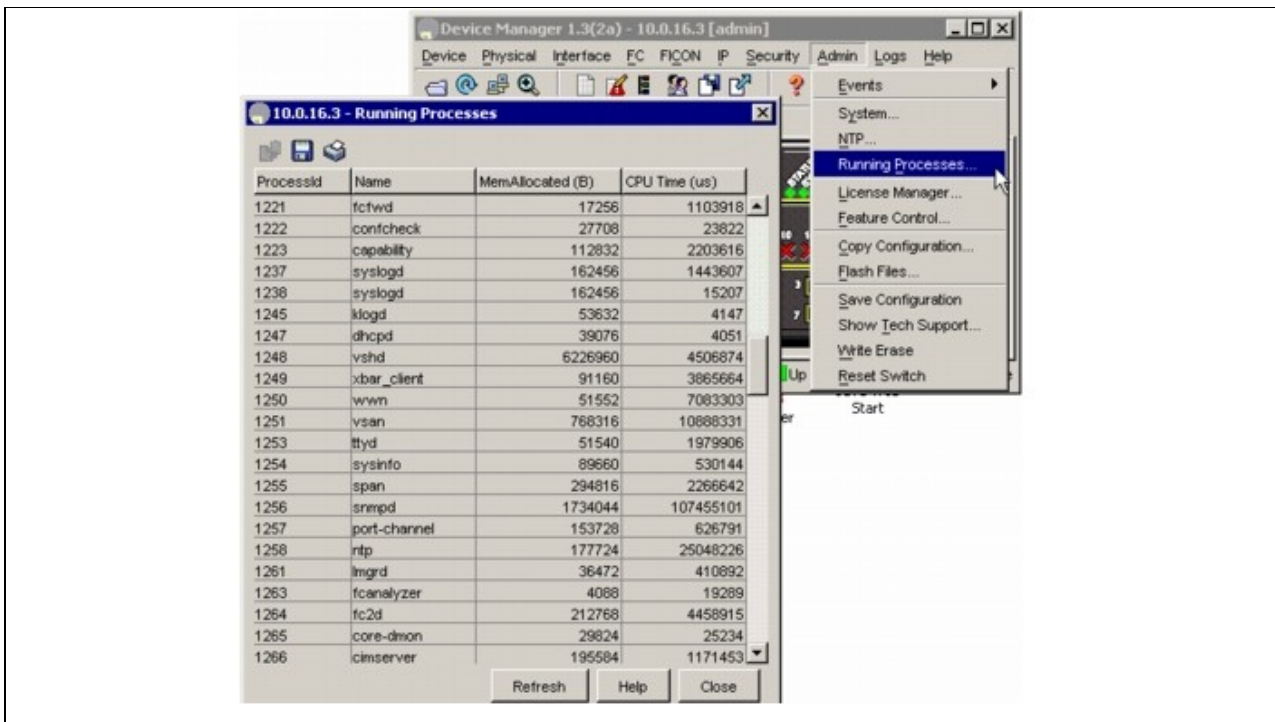 Device Manager 1.3(2a) - 10.0.16.3 [admin]
Device Physical Interface FC FICON IP Security Admin Logs Help
Events
System...
NTP...
Running Processes...
License Manager...
Feature Control...
Copy Configuration...
Flash Files...
Save Configuration
Show Tech Support...
Write Erase
Reset Switch
Up
Start
10.0.16.3 - Running Processes
ProcessId Name MemAllocated (B) CPU Time (us)
1221 fcfwd 17256 1103918
1222 confcheck 27708 23822
1223 capability 112832 2203616
1237 syslogd 162456 1443607
1238 syslogd 162456 15207
1245 klogd 53632 4147
1247 dhcpd 39076 4051
1248 vshd 6226960 4506874
1249 xbar_client 91160 3865664
1250 wwn 51552 7083303
1251 vsan 768316 10888331
1253 ttyd 51540 1979906
1254 sysinfo 89660 530144
1255 span 294816 2266642
1256 snmpd 1734044 107455101
1257 port-channel 153728 626791
1258 ntp 177724 25048226
1261 lmgrd 36472 410892
1263 fcanalyzer 4088 19289
1264 fc2d 212768 4458915
1265 core-dmon 29824 25234
1266 cimserver 195584 1171453
Refresh Help Close